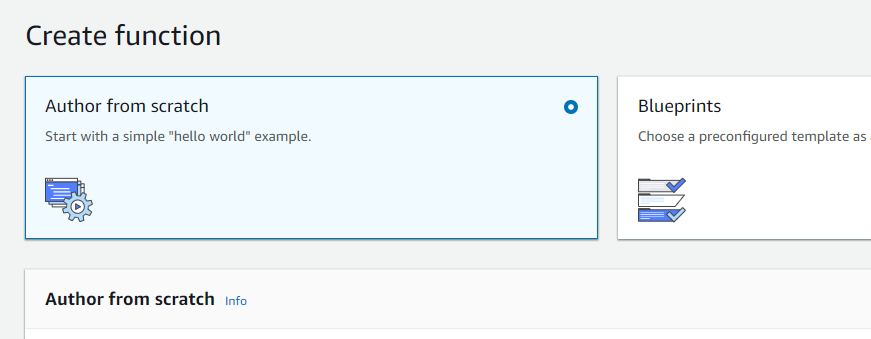 Create function
Author from scratch
Start with a simple "hello world" example.
Blueprints
Choose a preconfigured template as
Author from scratch Info